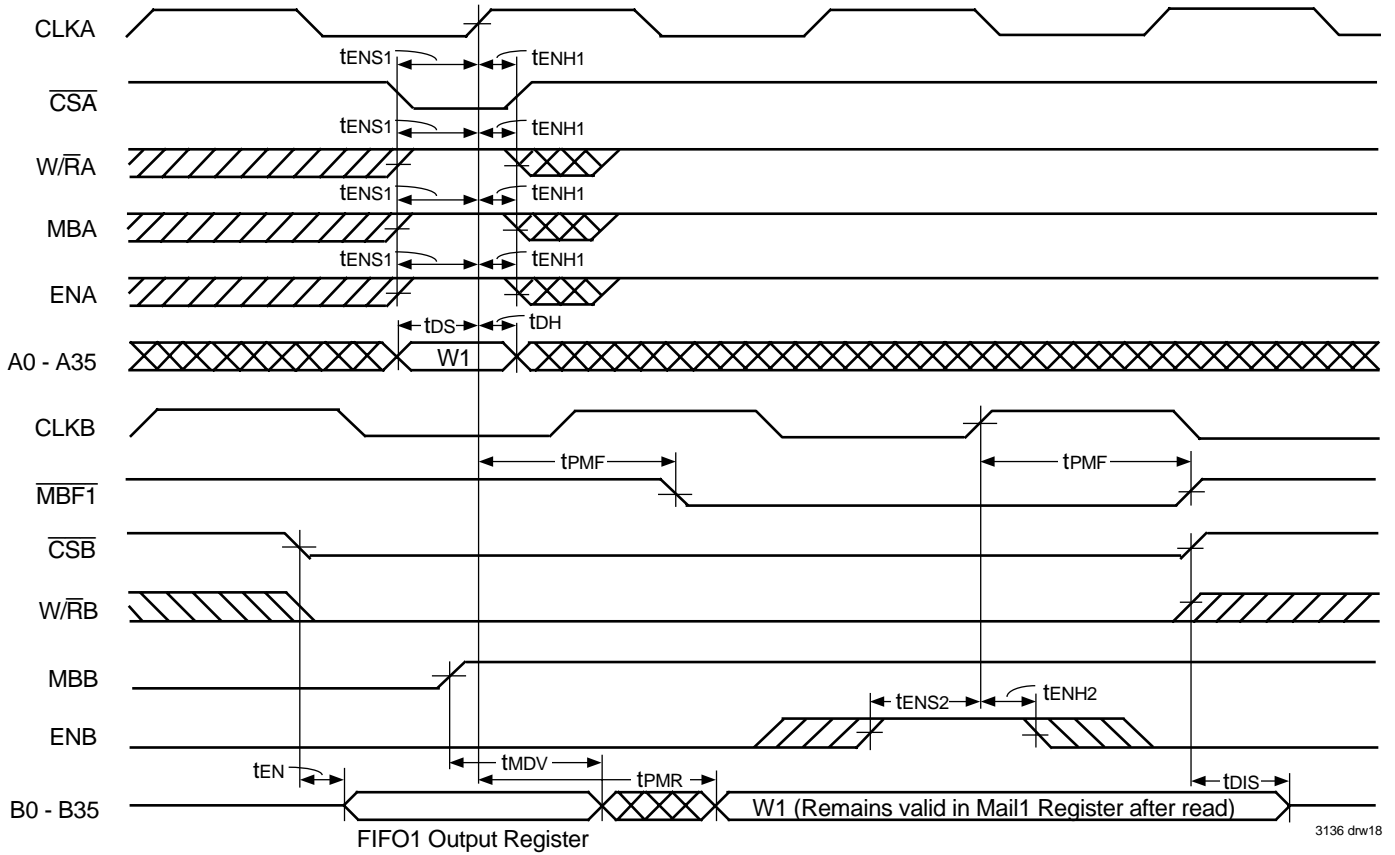 CLKA
tENS1 tENH1
CSA
tENS1 tENH1
W/RA
tENS1 tENH1
MBA
tENS1 tENH1
ENA
tDS tDH
A0 - A35 W1
CLKB
tPMF tPMF
MBF1
CSB
W/RB
MBB
tENS2 tENH2
ENB
tEN tMDV tPMR tDIS
B0 - B35 W1 (Remains valid in Mail1 Register after read)
FIFO1 Output Register
3136 drw18